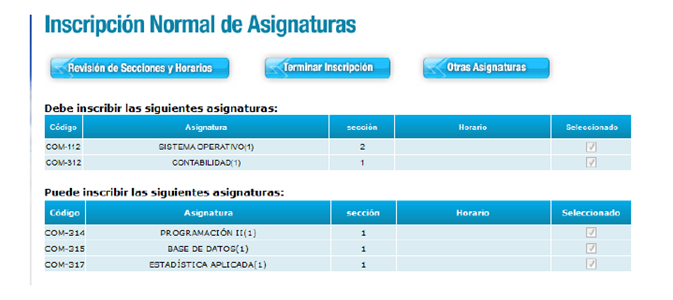 Inscripción Normal de Asignaturas
Revisión de Secciones y Horarios Terminar Inscripción Otras Asignaturas
Debe inscribir las siguientes asignaturas:
Código Asignatura sección Horario Seleccionado
COM-112 SISTEMA OPERATIVO(1) 2
COM-312 CONTABILIDAD(1) 1
Puede inscribir las siguientes asignaturas:
Código Asignatura sección Horario Seleccionado
COM-314 PROGRAMACIÓN II(1) 1
COM-315 BASE DE DATOS(1) 1
COM-317 ESTADÍSTICA APLICADA(1) 1